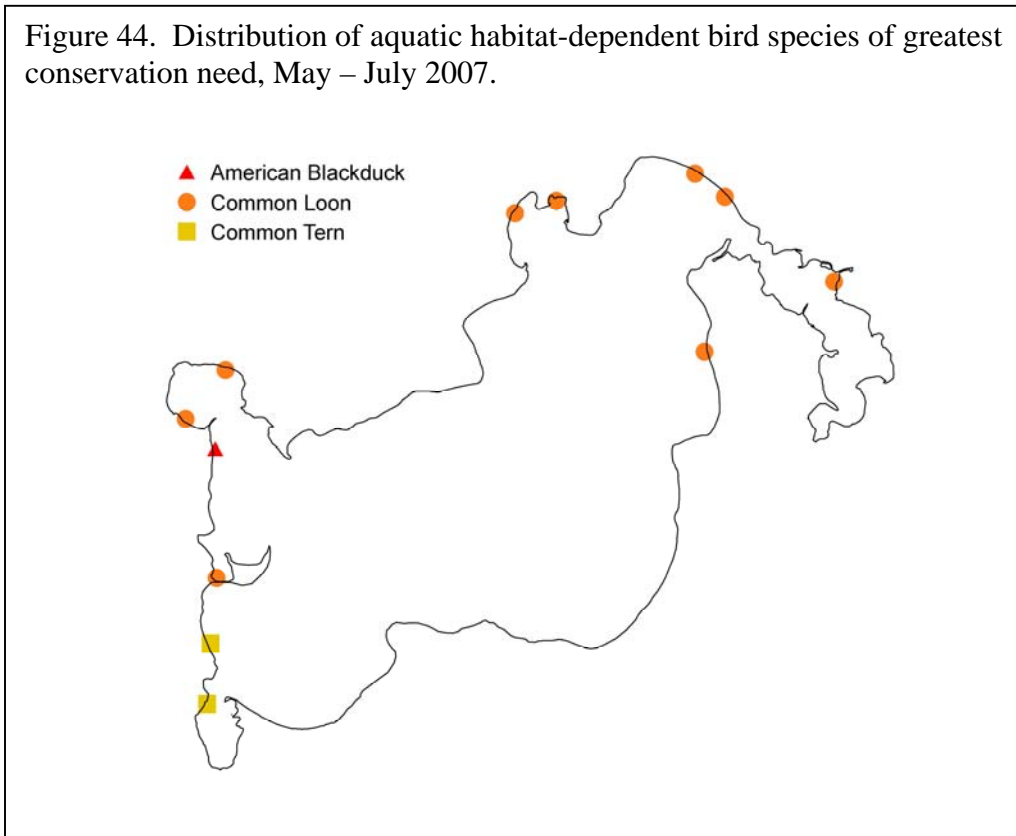 Figure 44.  Distribution of aquatic habitat-dependent bird species of greatest
conservation need, May – July 2007.
American Blackduck
Common Loon
Common Tern